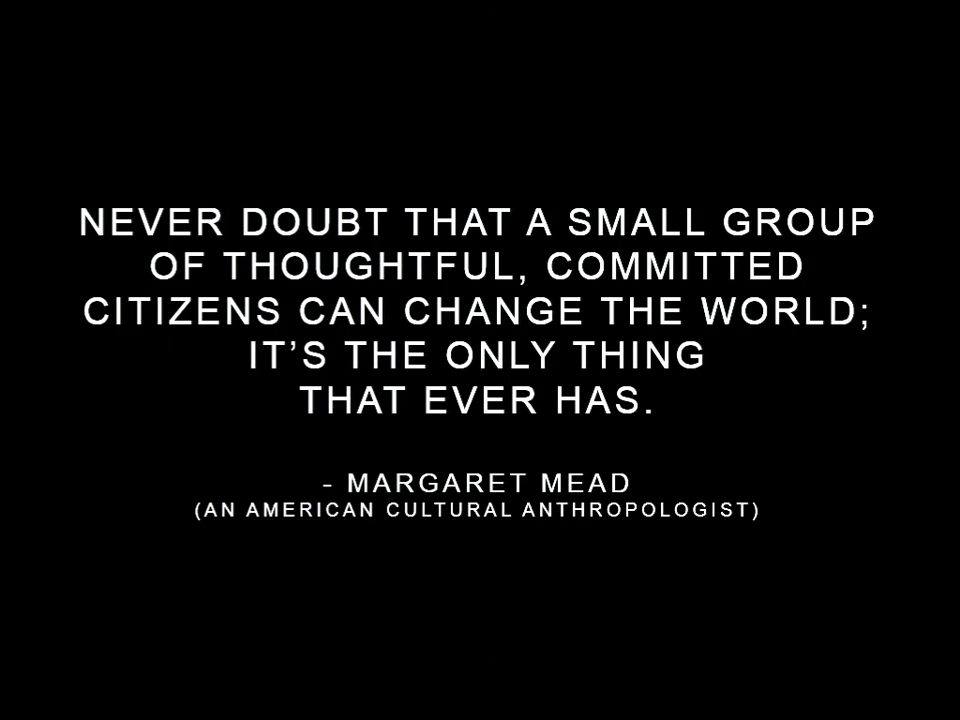 NEVER DOUBT THAT A SMALL GROUP
OF THOUGHTFUL, COMMITTED
CITIZENS CAN CHANGE THE WORLD;
IT’S THE ONLY THING
THAT EVER HAS.
- MARGARET MEAD
(AN AMERICAN CULTURAL ANTHROPOLOGIST)